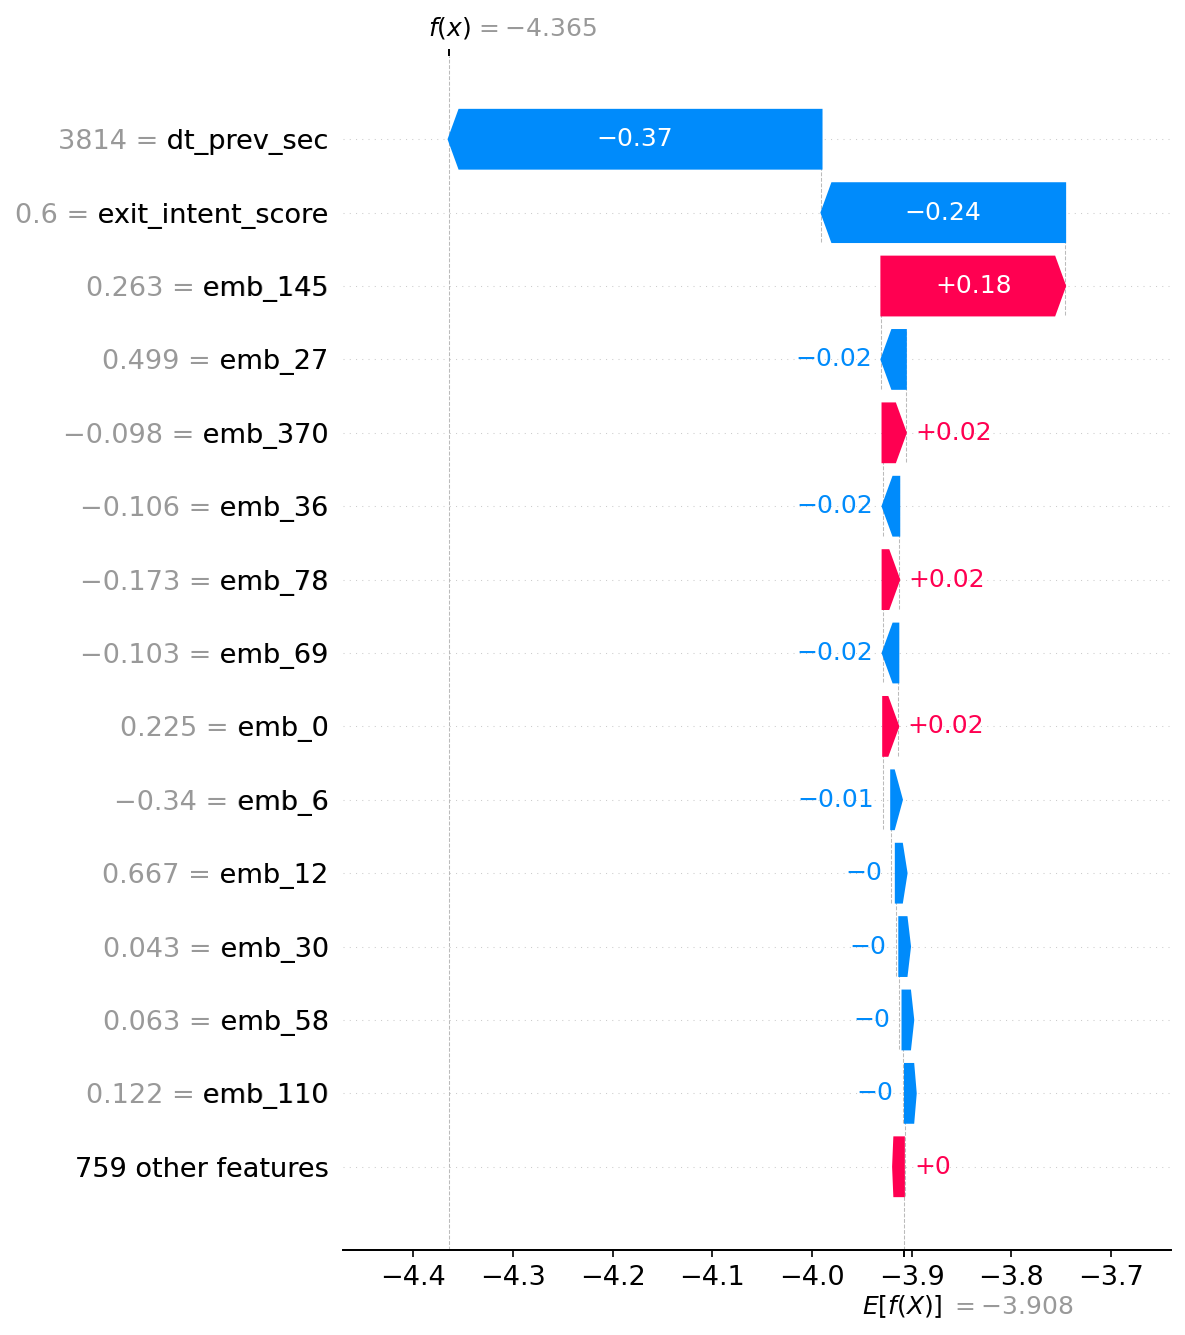 f(x) = −4.365
3814 = dt_prev_sec
−0.37
0.6 = exit_intent_score
−0.24
0.263 = emb_145
+0.18
0.499 = emb_27
−0.02
−0.098 = emb_370
+0.02
−0.106 = emb_36
−0.02
−0.173 = emb_78
+0.02
−0.103 = emb_69
−0.02
0.225 = emb_0
+0.02
−0.34 = emb_6
−0.01
0.667 = emb_12
−0
0.043 = emb_30
−0
0.063 = emb_58
−0
0.122 = emb_110
−0
759 other features
+0
−4.4 −4.3 −4.2 −4.1 −4.0 −3.9 −3.8 −3.7
E[f(X)] = −3.908